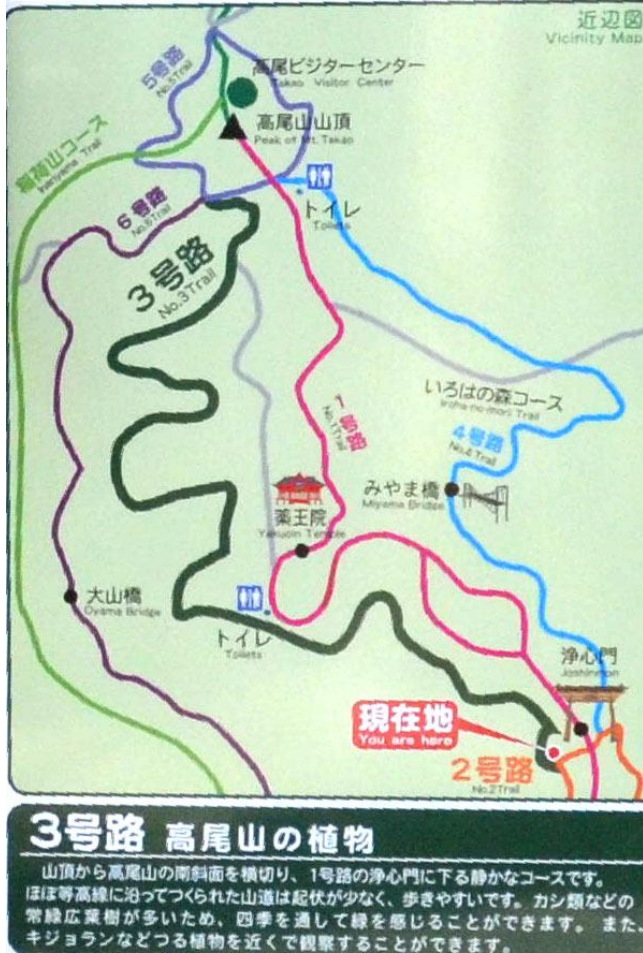 近辺図
Vicinity Map
5号路
No.5Trail
高尾ビジターセンター
Takao Visitor Center
高尾山山頂
Peak of Mt. Takao
稲荷山コース
Inariyama Trail
6号路
No.6Trail
トイレ
Toilets
3号路
No.3Trail
いろはの森コース
Iroha-no-mori Trail
1号路
No.1Trail
4号路
No.4 Trail
みやま橋
Miyama Bridge
薬王院
Yakuoin Temple
大山橋
Oyama Bridge
トイレ
Toilets
浄心門
Joshinmon
現在地
You are here
2号路
No.2Trail
3号路 高尾山の植物
山頂から高尾山の南斜面を横切り、1号路の浄心門に下る静かなコースです。
ほぼ等高線に沿ってつくられた山道は起伏が少なく、歩きやすいです。カシ類などの
常緑広葉樹が多いため、四季を通して緑を感じることができます。また、
キジョランなどつる植物を近くで観察することができます。